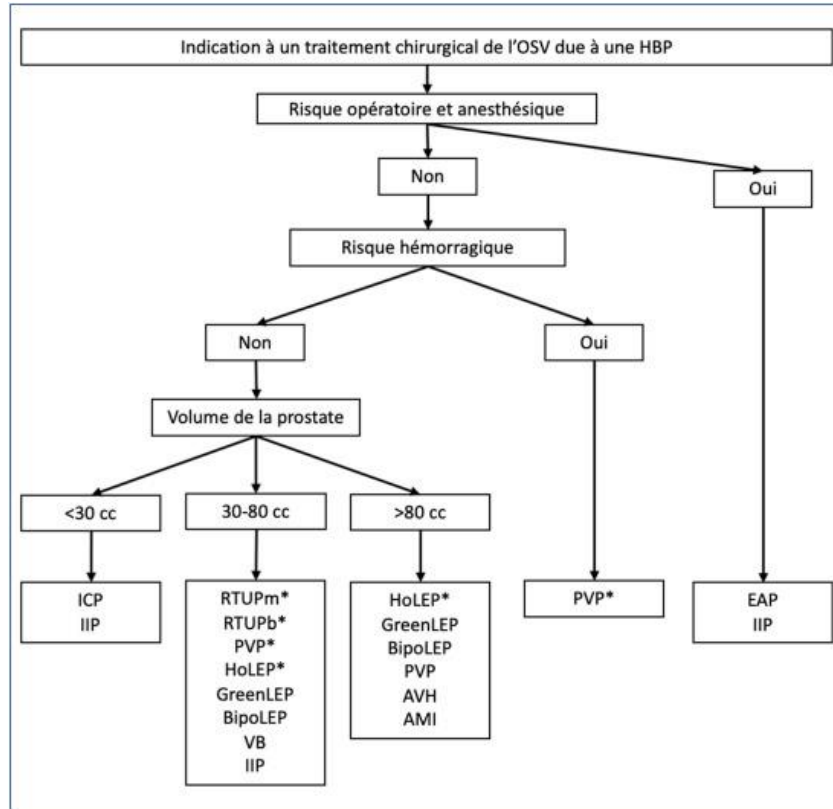 Indication à un traitement chirurgical de l’OSV due à une HBP
Risque opératoire et anesthésique
Non
Oui
Risque hémorragique
Non
Oui
Volume de la prostate
<30 cc
30-80 cc
>80 cc
ICP
IIP
RTUPm*
RTUPb*
PVP*
HoLEP*
GreenLEP
BipoLEP
VB
IIP
HoLEP*
GreenLEP
BipoLEP
PVP
AVH
AMI
PVP*
EAP
IIP